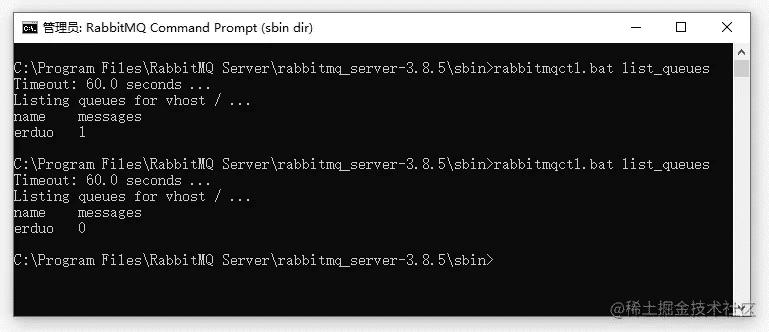 管理员: RabbitMQ Command Prompt (sbin dir)
C:\Program Files\RabbitMQ Server\rabbitmq_server-3.8.5\sbin>rabbitmqctl.bat list_queues
Timeout: 60.0 seconds ...
Listing queues for vhost / ...
name    messages
erduo   1
C:\Program Files\RabbitMQ Server\rabbitmq_server-3.8.5\sbin>rabbitmqctl.bat list_queues
Timeout: 60.0 seconds ...
Listing queues for vhost / ...
name    messages
erduo   0
C:\Program Files\RabbitMQ Server\rabbitmq_server-3.8.5\sbin>
@稀土掘金技术社区